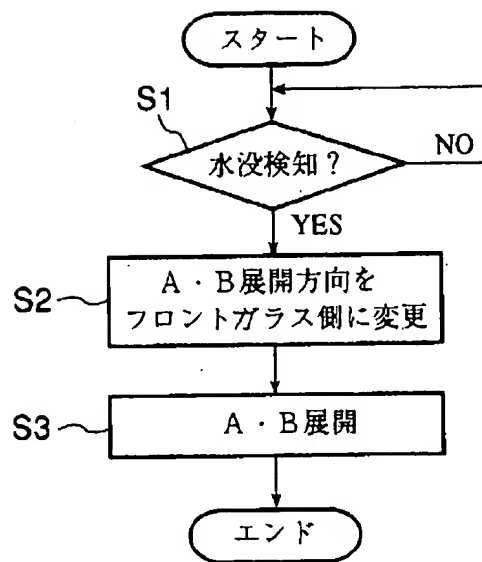 スタート
S1
水没検知？
NO
YES
S2
A・B展開方向を
フロントガラス側に変更
S3
A・B展開
エンド